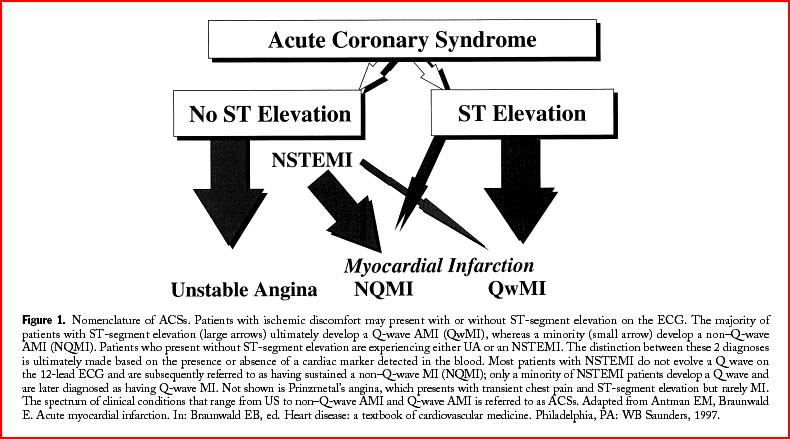 Acute Coronary Syndrome
No ST Elevation
ST Elevation
NSTEMI
Myocardial Infarction
Unstable Angina NQMI QwMI
Figure 1. Nomenclature of ACSs. Patients with ischemic discomfort may present with or without ST-segment elevation on the ECG. The majority of
patients with ST-segment elevation (large arrows) ultimately develop a Q-wave AMI (QwMI), whereas a minority (small arrow) develop a non–Q-wave
AMI (NQMI). Patients who present without ST-segment elevation are experiencing either UA or an NSTEMI. The distinction between these 2 diagnoses
is ultimately made based on the presence or absence of a cardiac marker detected in the blood. Most patients with NSTEMI do not evolve a Q wave on
the 12-lead ECG and are subsequently referred to as having sustained a non–Q-wave MI (NQMI); only a minority of NSTEMI patients develop a Q wave and
are later diagnosed as having Q-wave MI. Not shown is Prinzmetal's angina, which presents with transient chest pain and ST-segment elevation but rarely MI.
The spectrum of clinical conditions that range from US to non–Q-wave AMI and Q-wave AMI is referred to as ACSs. Adapted from Antman EM, Braunwald
E. Acute myocardial infarction. In: Braunwald EB, ed. Heart disease: a textbook of cardiovascular medicine. Philadelphia, PA: WB Saunders, 1997.